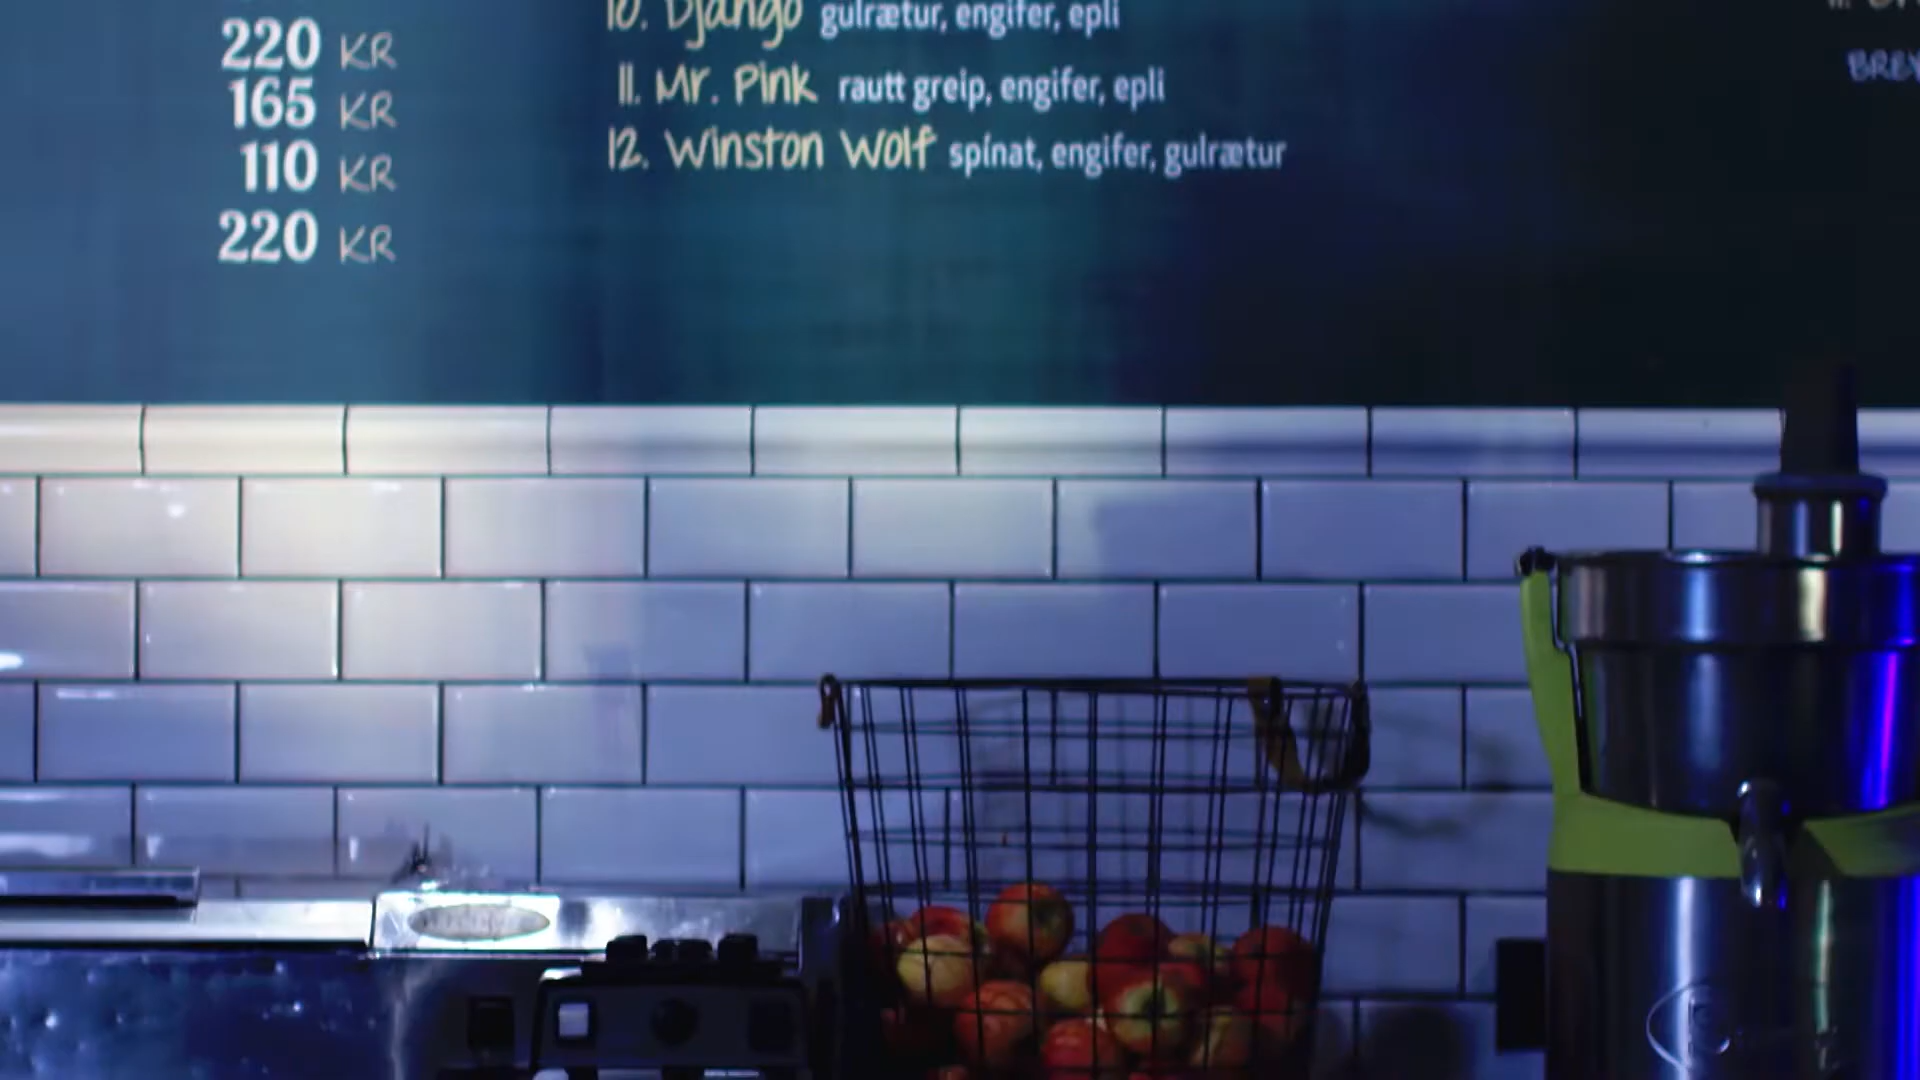 220 KR
165 KR
110 KR
220 KR
10. Django gulrætur, engifer, epli
11. Mr. Pink rautt greip, engifer, epli
12. Winston Wolf spínat, engifer, gulrætur